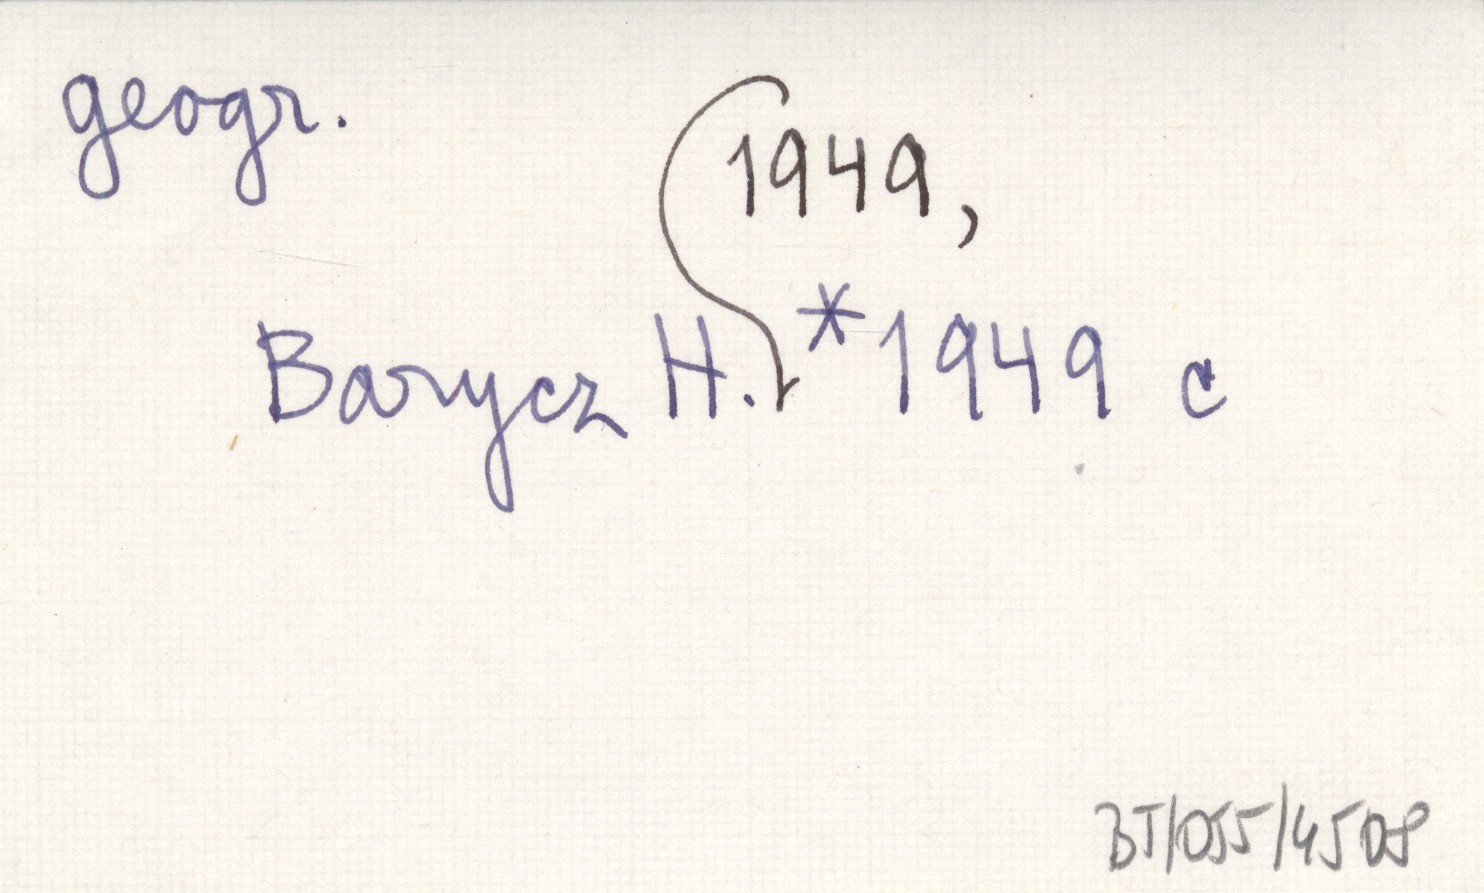 geogr.
1949,
Barycz H. *1949 c
BT/055/4508